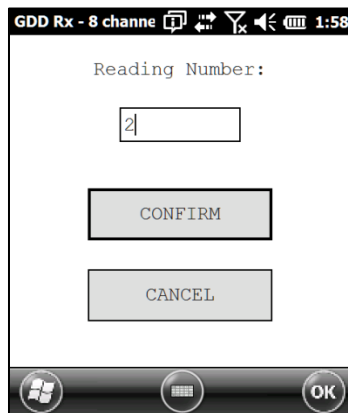 GDD Rx - 8 channe 1:58
Reading Number:
2
CONFIRM
CANCEL
OK